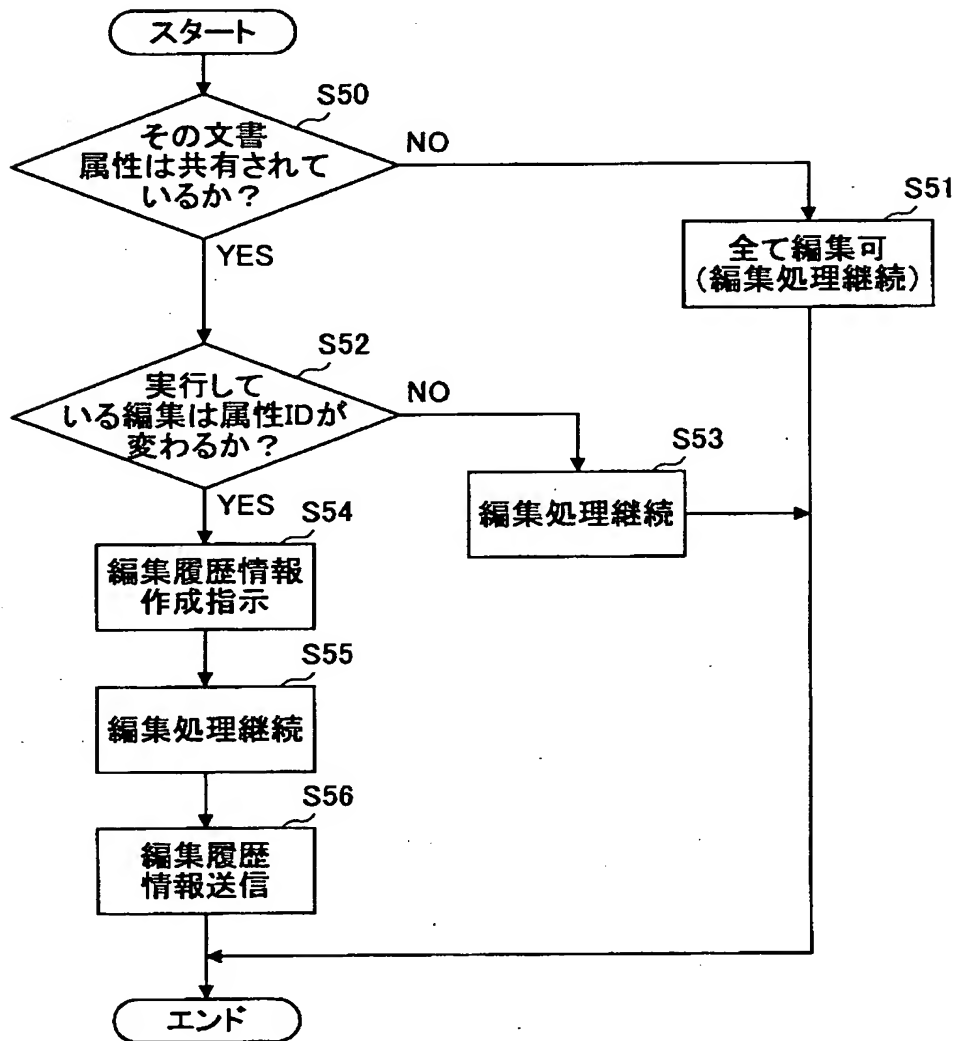 スタート
S50
その文書
属性は共有されて
いるか？
NO
YES
S51
全て編集可
(編集処理継続)
S52
実行して
いる編集は属性IDが
変わるか？
NO
YES
S53
編集処理継続
S54
編集履歴情報
作成指示
S55
編集処理継続
S56
編集履歴
情報送信
エンド